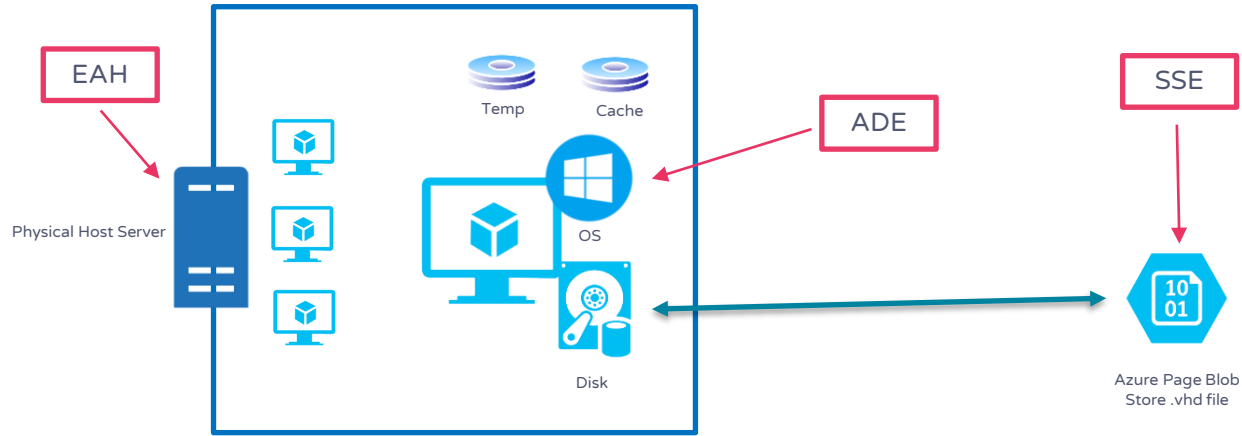 EAH
SSE
Temp
Cache
ADE
Physical Host Server
OS
10
01
Disk
Azure Page Blob
Store .vhd file